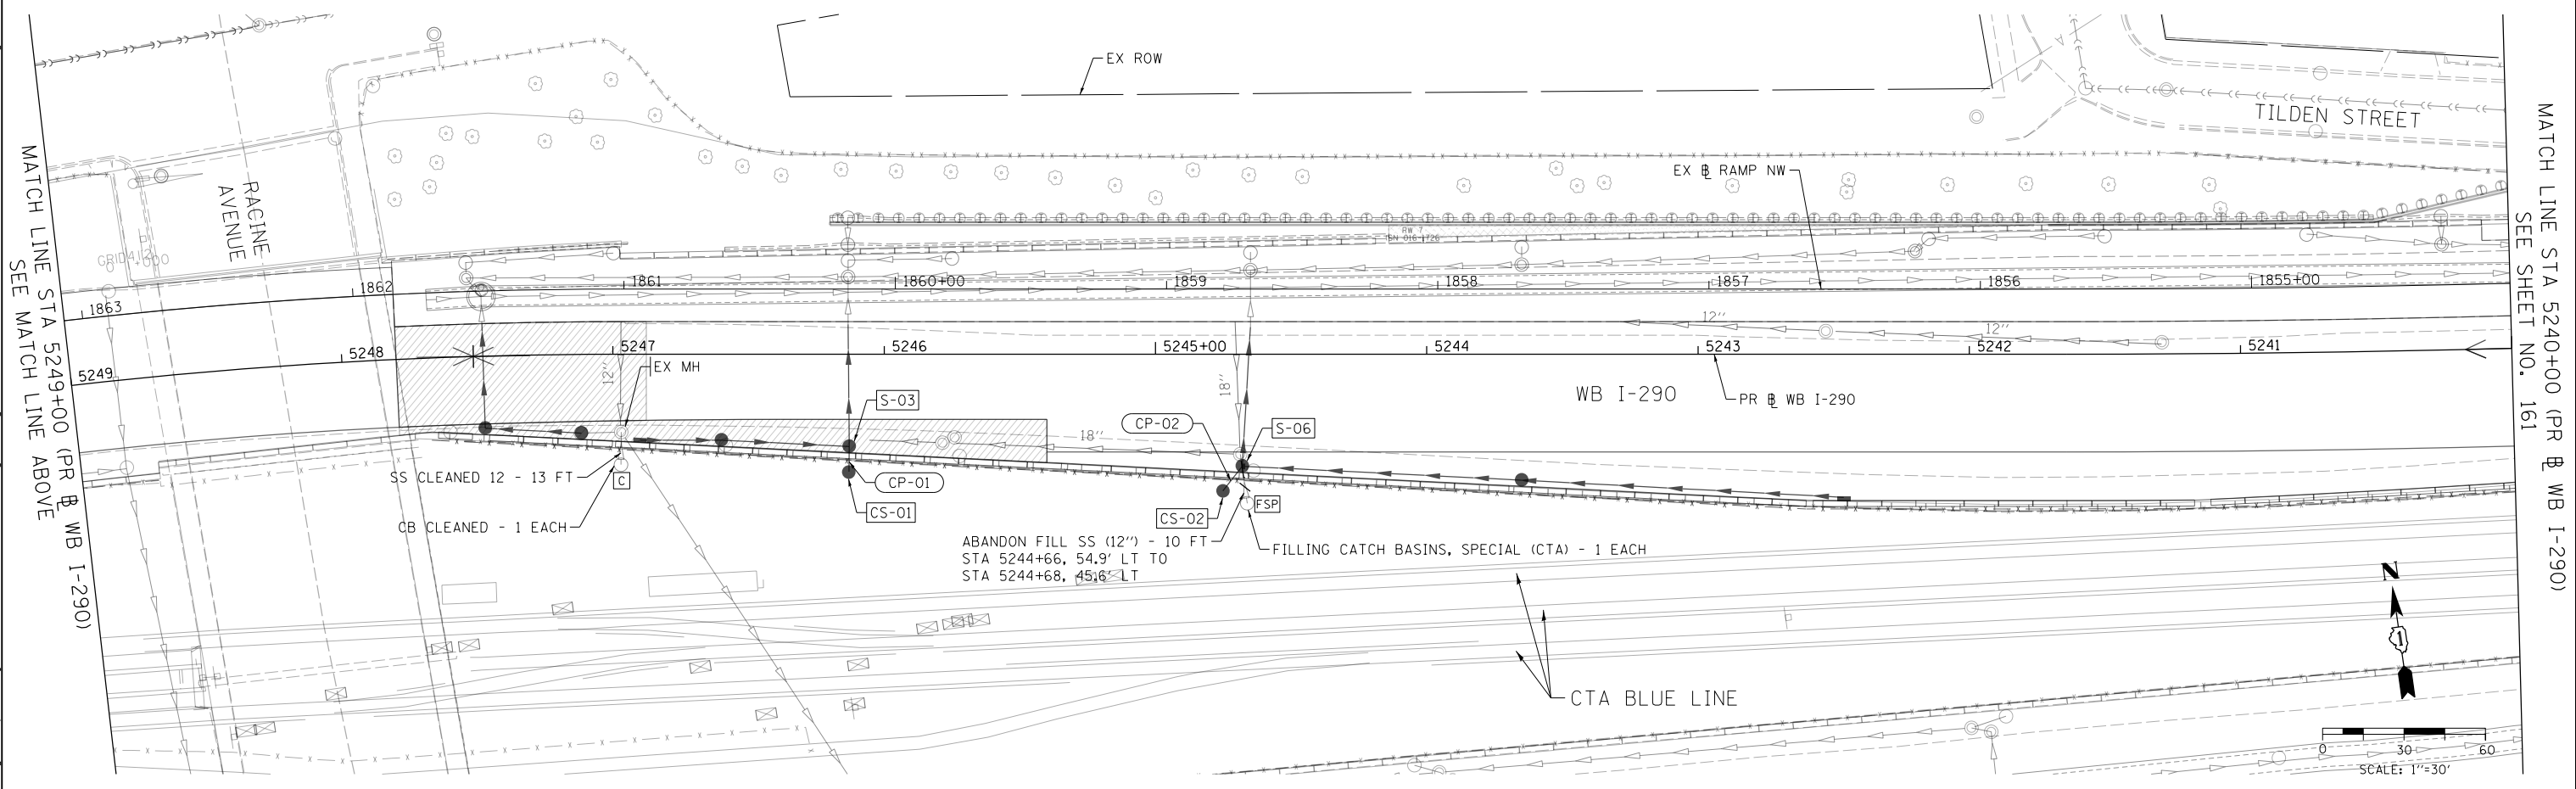 MATCH LINE STA 5249+00 (PR ℄ WB I-290)
SEE MATCH LINE ABOVE
RACINE
AVENUE
EX ROW
TILDEN STREET
EX ℄ RAMP NW
RW 7
SN 016-1726
1863
1862
1861
1860+00
1859
1858
1857
1856
1855+00
12"
12"
5249
5248
5247
5246
5245+00
5244
5243
5242
5241
12"
EX MH
18"
WB I-290
PR ℄ WB I-290
S-03
CP-02
S-06
18"
SS CLEANED 12 - 13 FT
C
CP-01
CS-01
CB CLEANED - 1 EACH
CS-02
FSP
ABANDON FILL SS (12") - 10 FT
STA 5244+66, 54.9' LT TO
STA 5244+68, 45.6' LT
FILLING CATCH BASINS, SPECIAL (CTA) - 1 EACH
CTA BLUE LINE
N
1
0 30 60
SCALE: 1"=30'
MATCH LINE STA 5240+00 (PR ℄ WB I-290)
SEE SHEET NO. 161